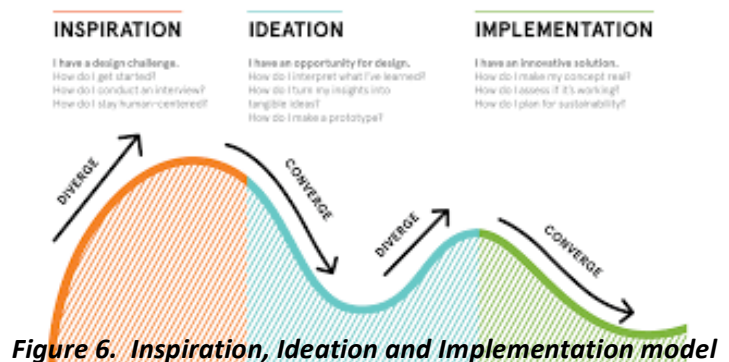 INSPIRATION
I have a design challenge.
How do I get started?
How do I conduct an interview?
How do I stay human-centered?
IDEATION
I have an opportunity for design.
How do I interpret what I've learned?
How do I turn my insights into
tangible ideas?
How do I make a prototype?
IMPLEMENTATION
I have an innovative solution.
How do I make my concept real?
How do I assess if it's working?
How do I plan for sustainability?
DIVERGE
CONVERGE
DIVERGE
CONVERGE
Figure 6. Inspiration, Ideation and Implementation model